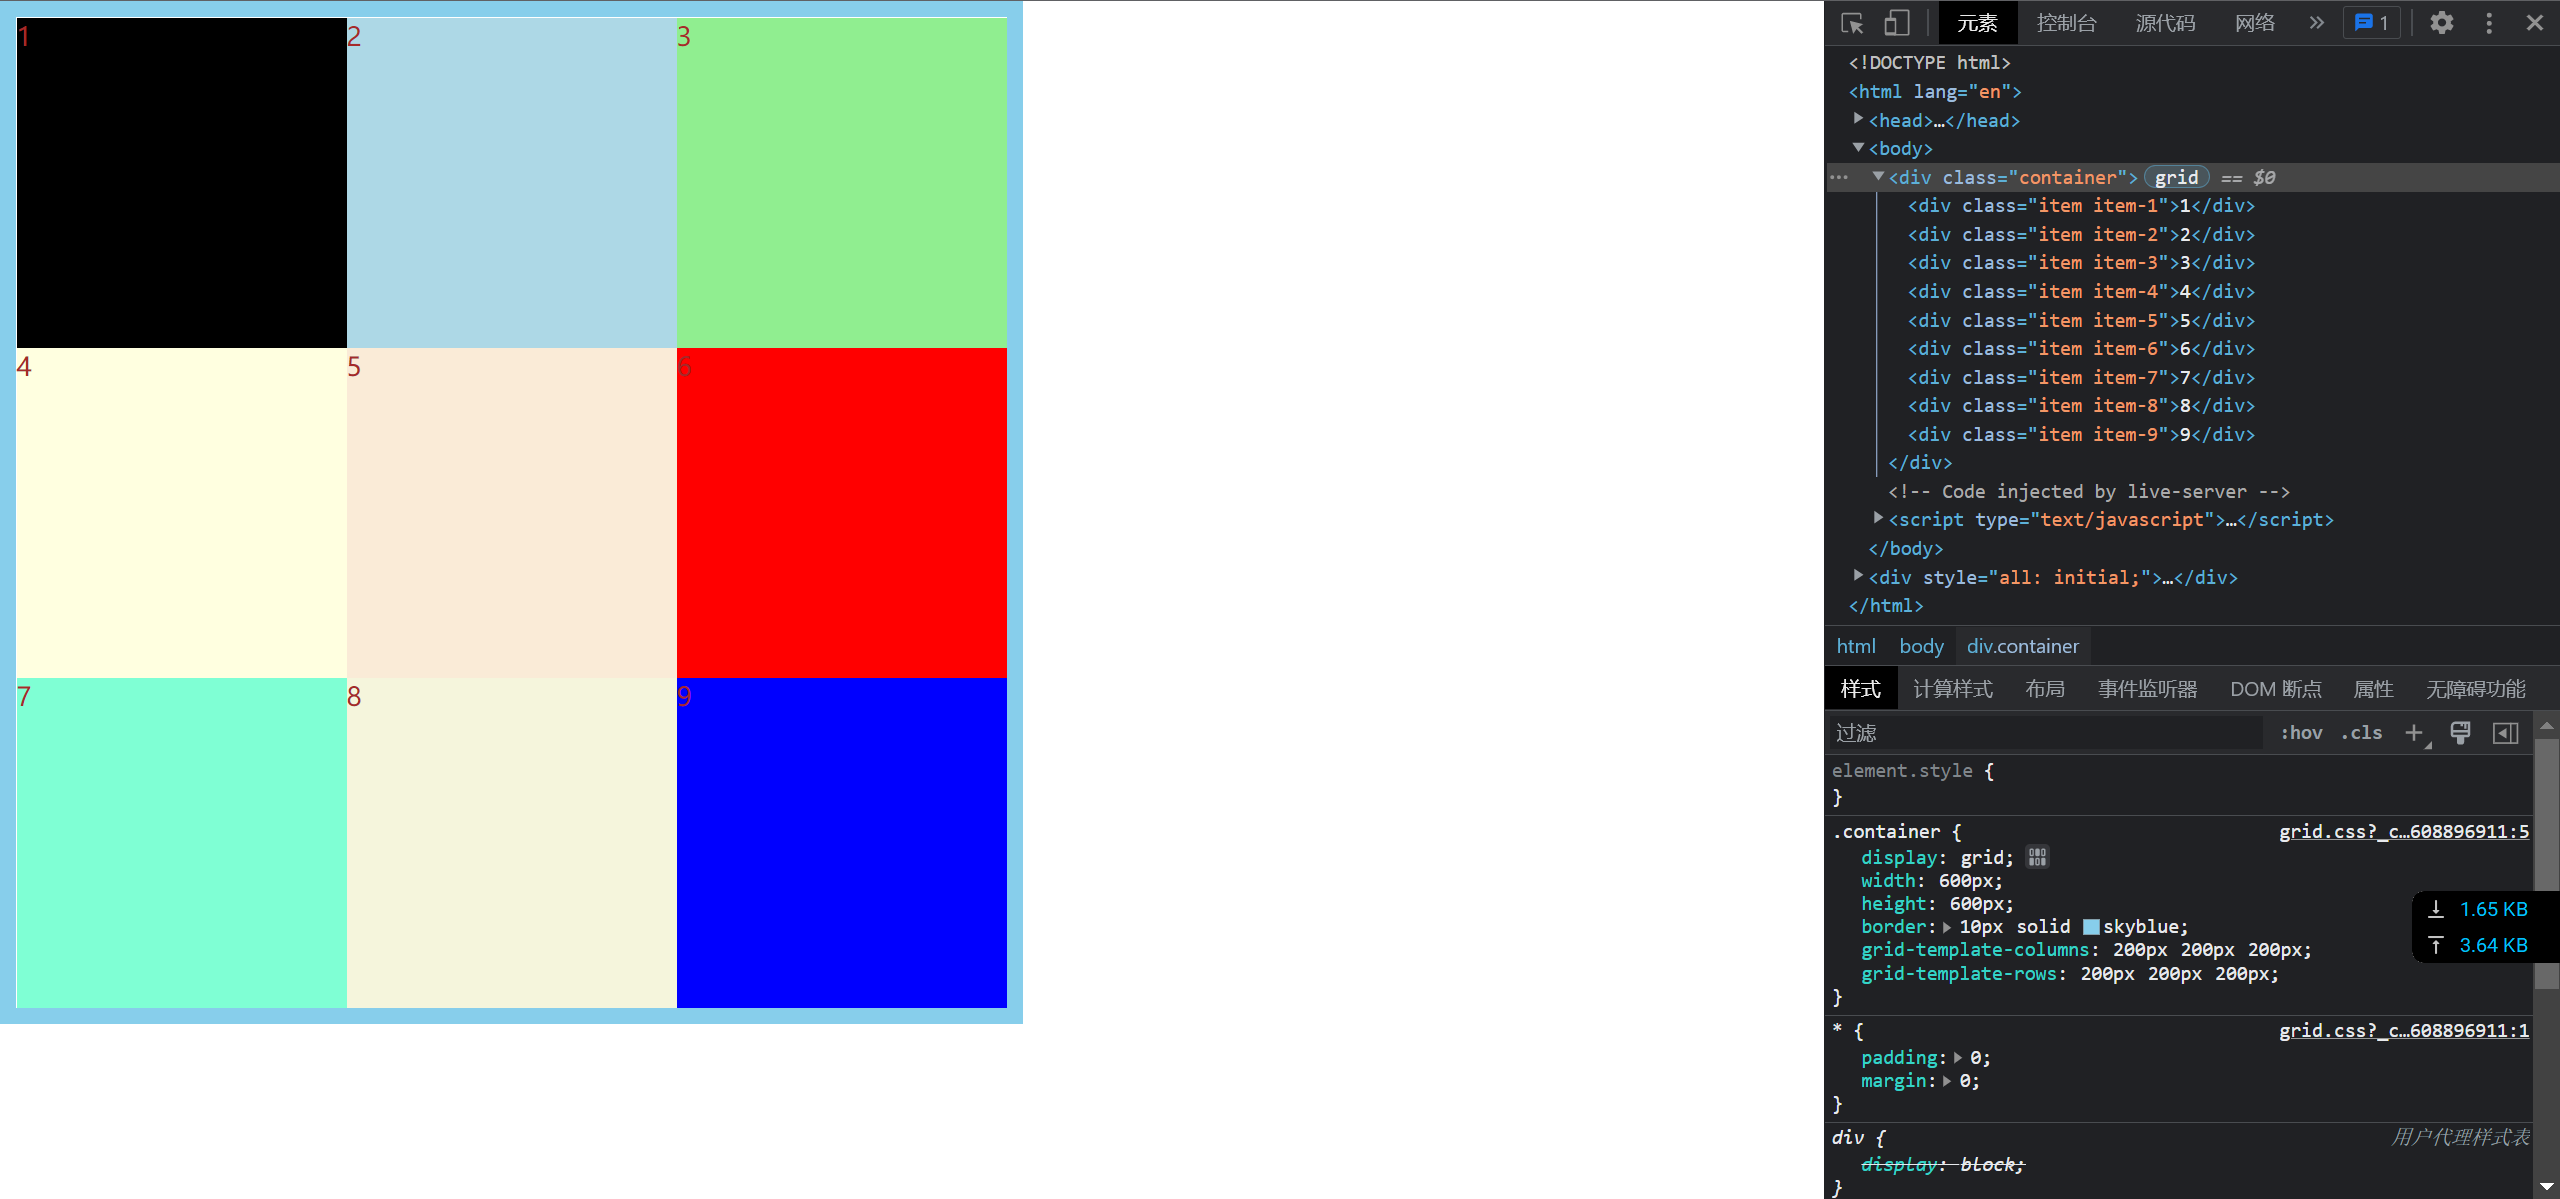 1 2 3
4 5 6
7 8 9
元素 控制台 源代码 网络 » 1
<!DOCTYPE html>
<html lang="en">
<head>…</head>
<body>
<div class="container"> grid == $0
<div class="item item-1">1</div>
<div class="item item-2">2</div>
<div class="item item-3">3</div>
<div class="item item-4">4</div>
<div class="item item-5">5</div>
<div class="item item-6">6</div>
<div class="item item-7">7</div>
<div class="item item-8">8</div>
<div class="item item-9">9</div>
</div>
<!-- Code injected by live-server -->
<script type="text/javascript">…</script>
</body>
<div style="all: initial;">…</div>
</html>
html body div.container
样式 计算样式 布局 事件监听器 DOM 断点 属性 无障碍功能
过滤 :hov .cls
element.style {
}
.container { grid.css?_c…608896911:5
display: grid;
width: 600px;
height: 600px;
border: 10px solid skyblue;
grid-template-columns: 200px 200px 200px;
grid-template-rows: 200px 200px 200px;
}
1.65 KB
3.64 KB
* { grid.css?_c…608896911:1
padding: 0;
margin: 0;
}
div { 用户代理样式表
display: block;
}